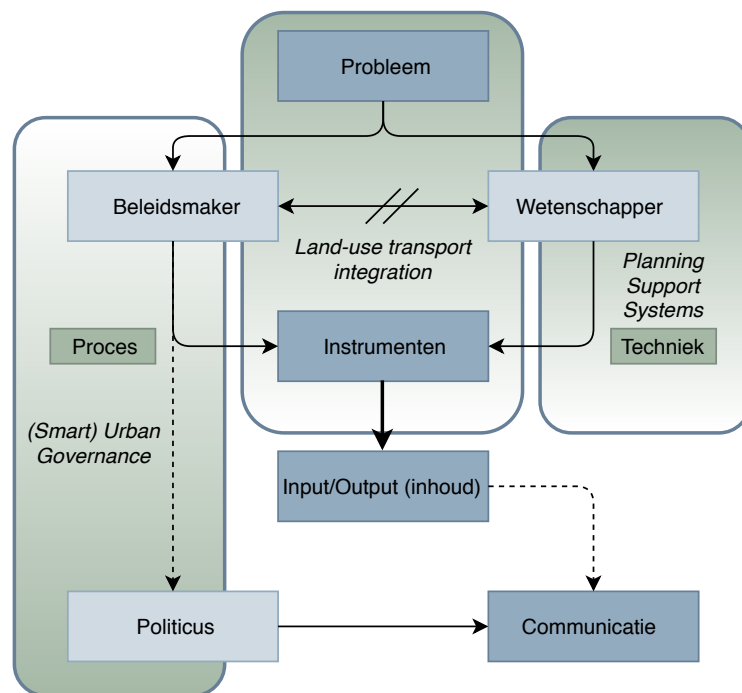 Probleem
Beleidsmaker
Wetenschapper
Land-use transport
integration
Planning
Support
Systems
Proces
Instrumenten
Techniek
(Smart) Urban
Governance
Input/Output (inhoud)
Politicus
Communicatie